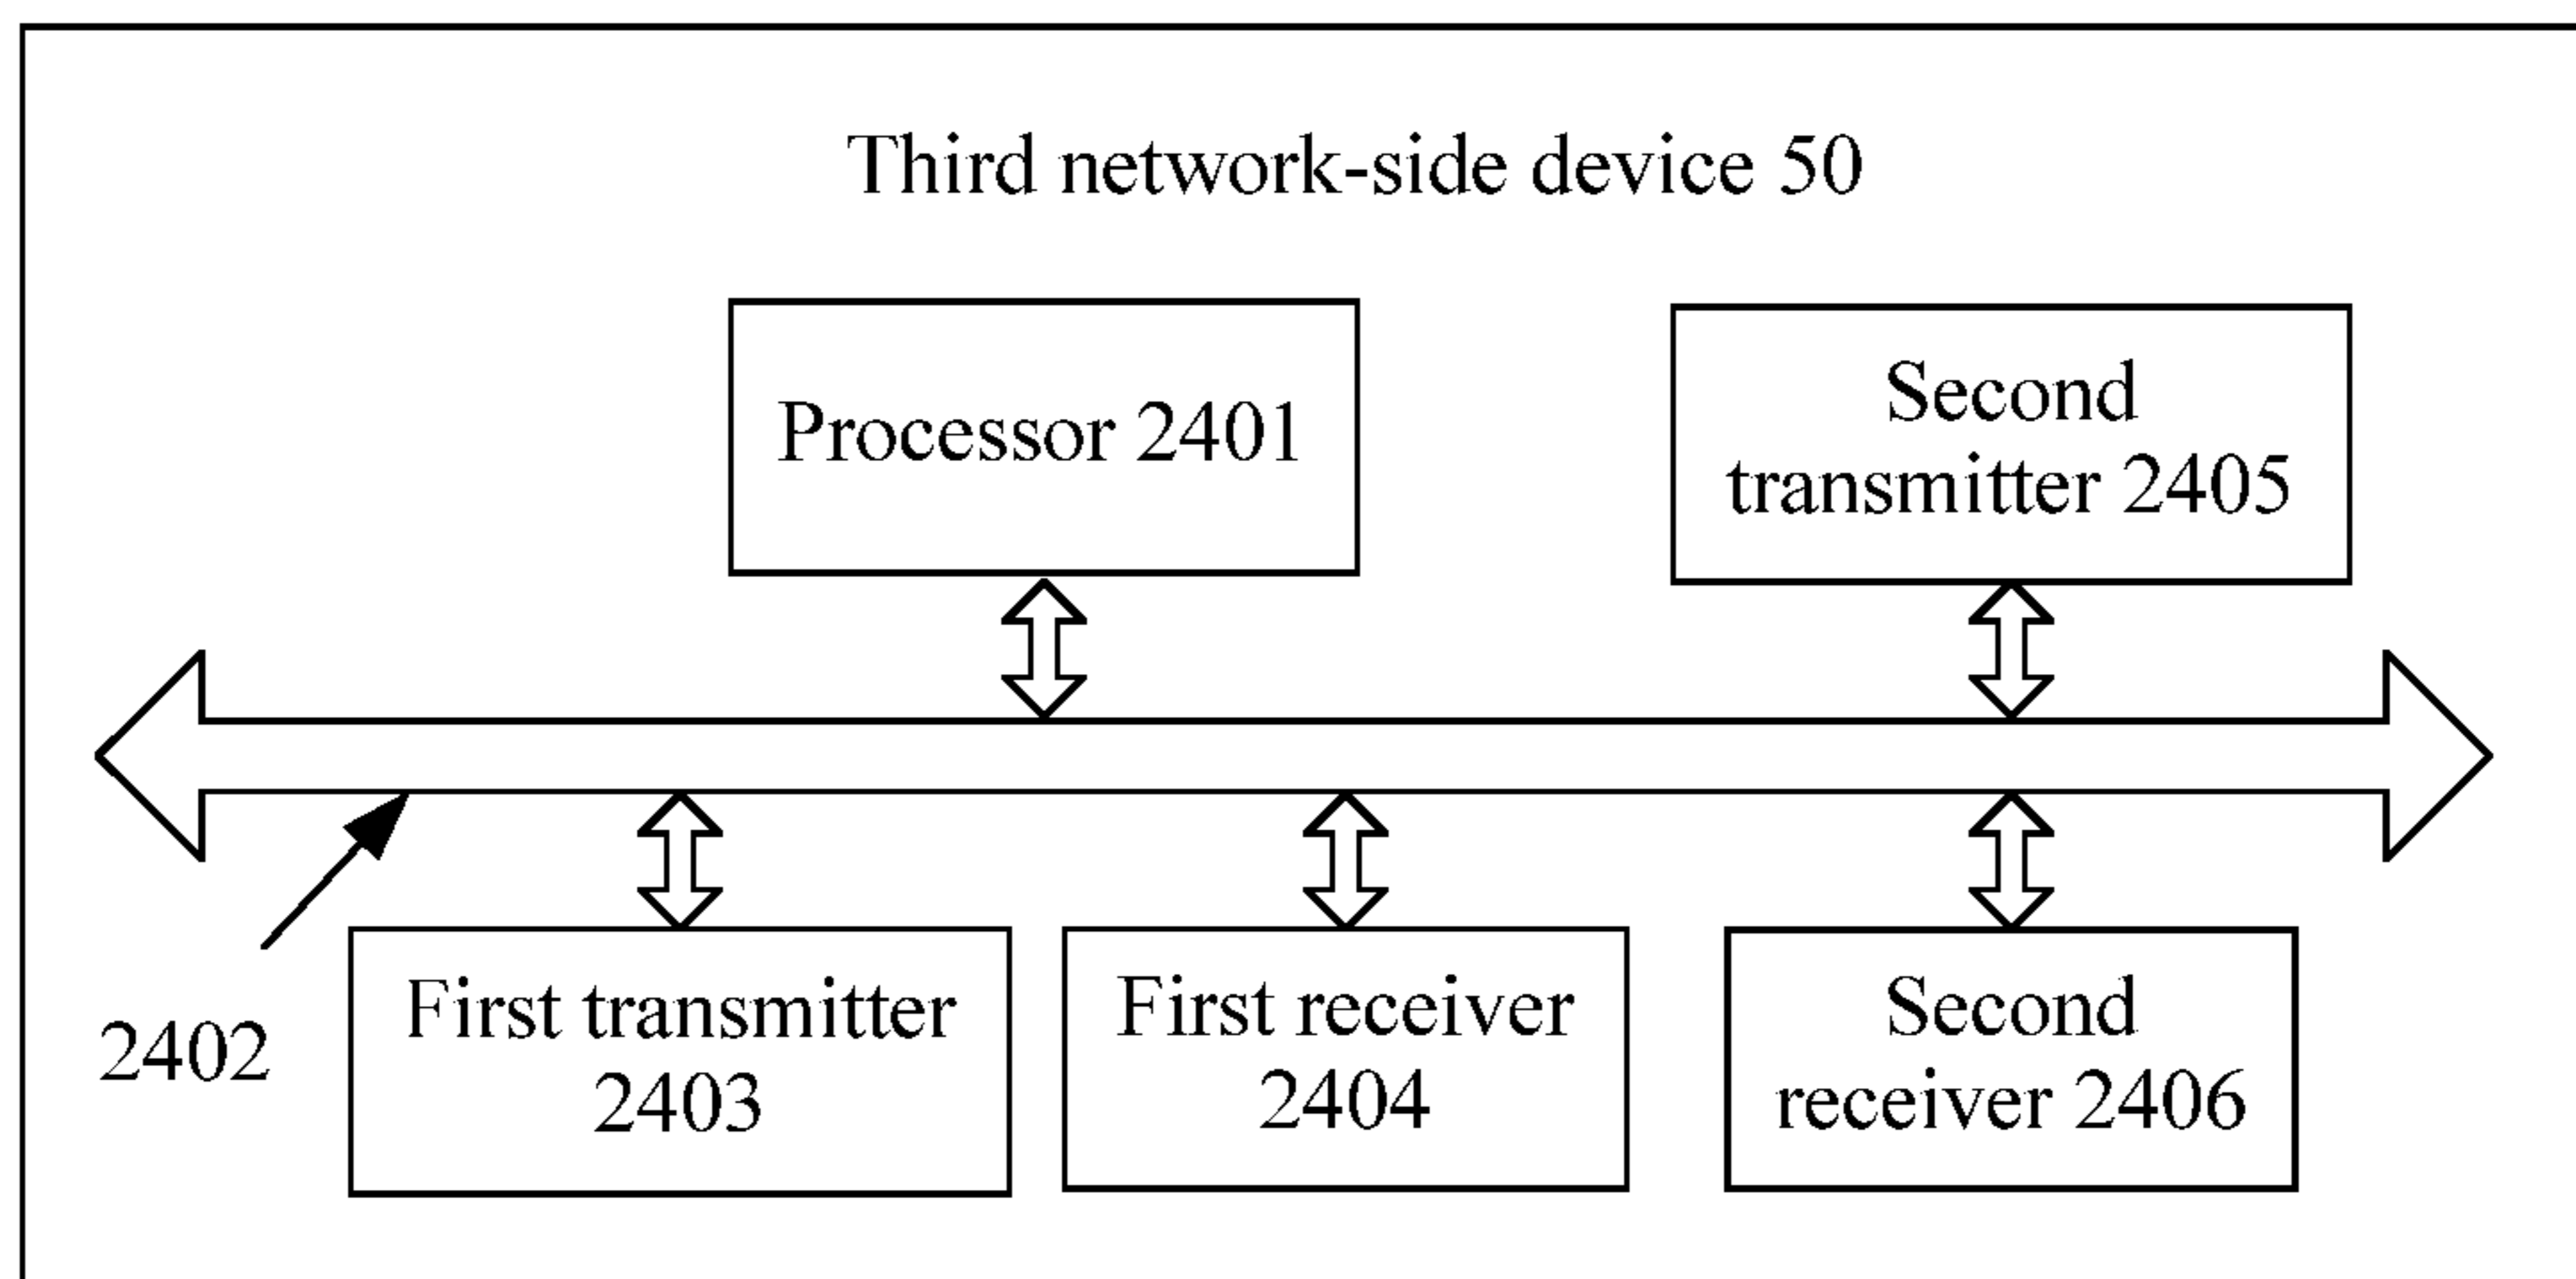 Third network-side device 50
Processor 2401
Second
transmitter 2405
2402
First transmitter
2403
First receiver
2404
Second
receiver 2406